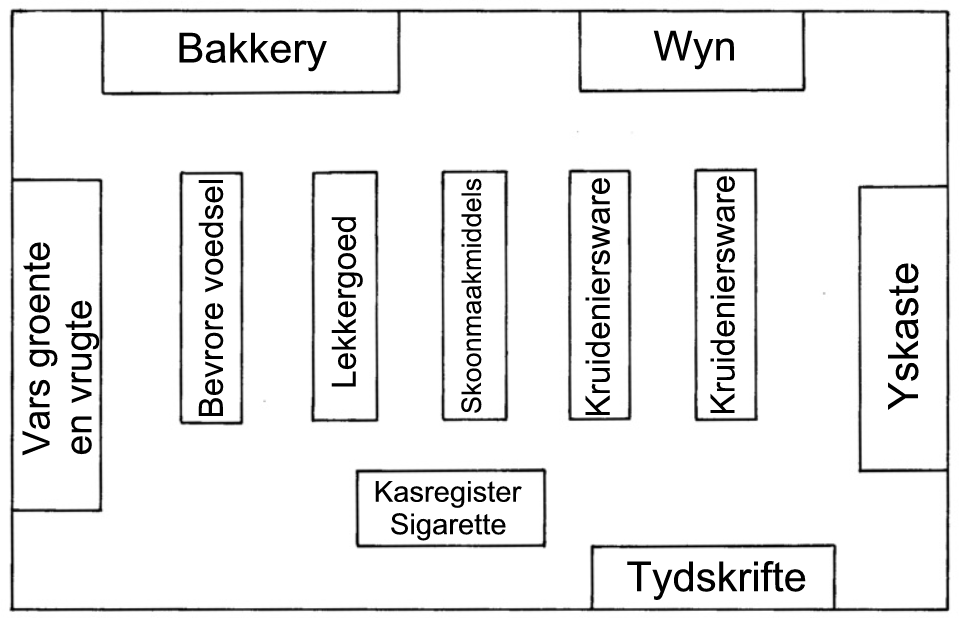 Bakkery
Wyn
Vars groente
en vrugte
Bevrore voedsel
Lekkergoed
Skoonmaakmiddels
Kruideniersware
Kruideniersware
Yskaste
Kasregister
Sigarette
Tydskrifte